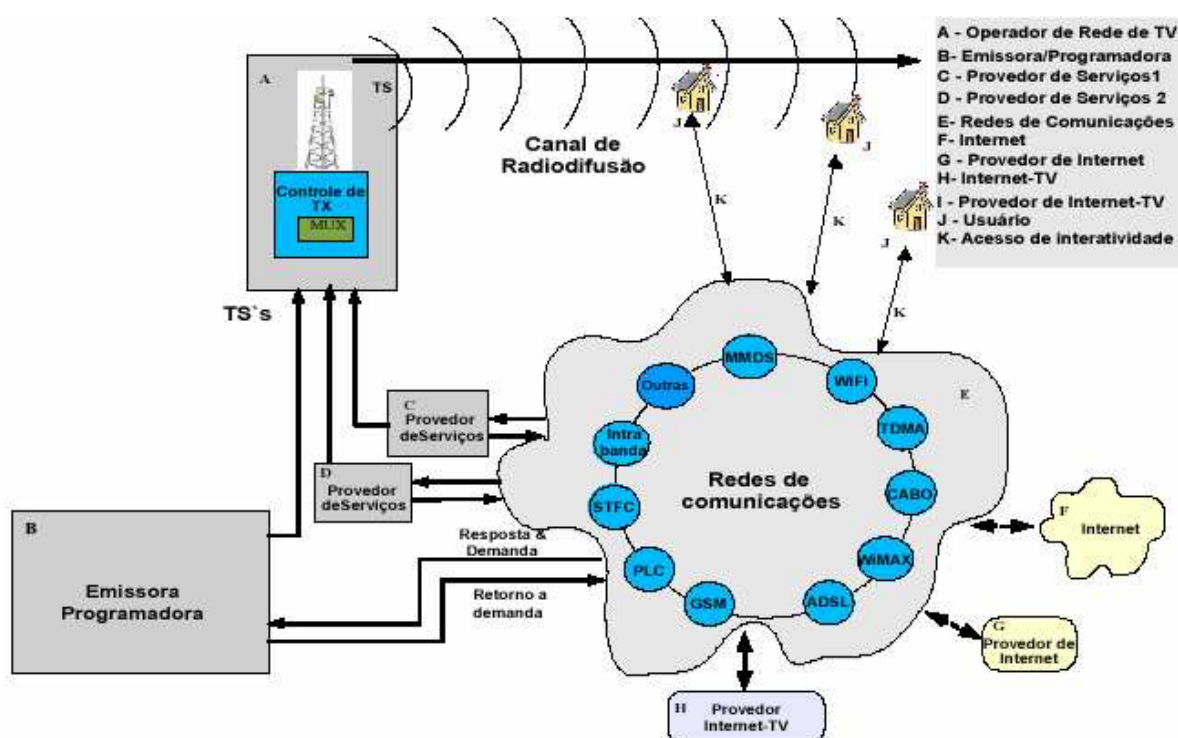 A
TS
Controle de
TX
MUX
TS`s
Canal de
Radiodifusão
J
J
J
K
K
K
A - Operador de Rede de TV
B- Emissora/Programadora
C - Provedor de Serviços1
D - Provedor de Serviços 2
E- Redes de Comunicações
F- Internet
G - Provedor de Internet
H- Internet-TV
I - Provedor de Internet-TV
J - Usuário
K- Acesso de interatividade
C
Provedor
deServiços
D
Provedor
deServiços
B
Emissora
Programadora
Resposta &
Demanda
Retorno a
demanda
E
Redes de
comunicações
MMDS
WiFi
TDMA
CABO
WiMAX
ADSL
GSM
PLC
STFC
Intra
banda
Outras
F
Internet
G
Provedor de
Internet
H
Provedor
Internet-TV